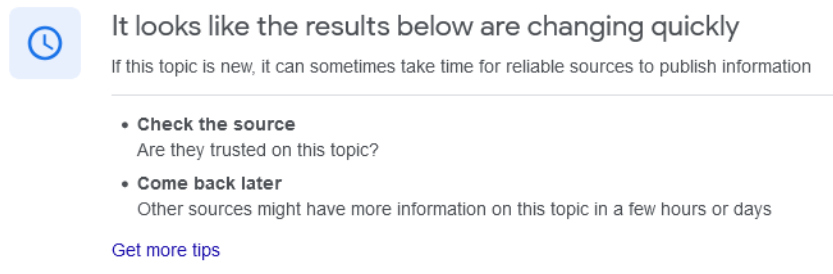 It looks like the results below are changing quickly
If this topic is new, it can sometimes take time for reliable sources to publish information
• Check the source
Are they trusted on this topic?
• Come back later
Other sources might have more information on this topic in a few hours or days
Get more tips